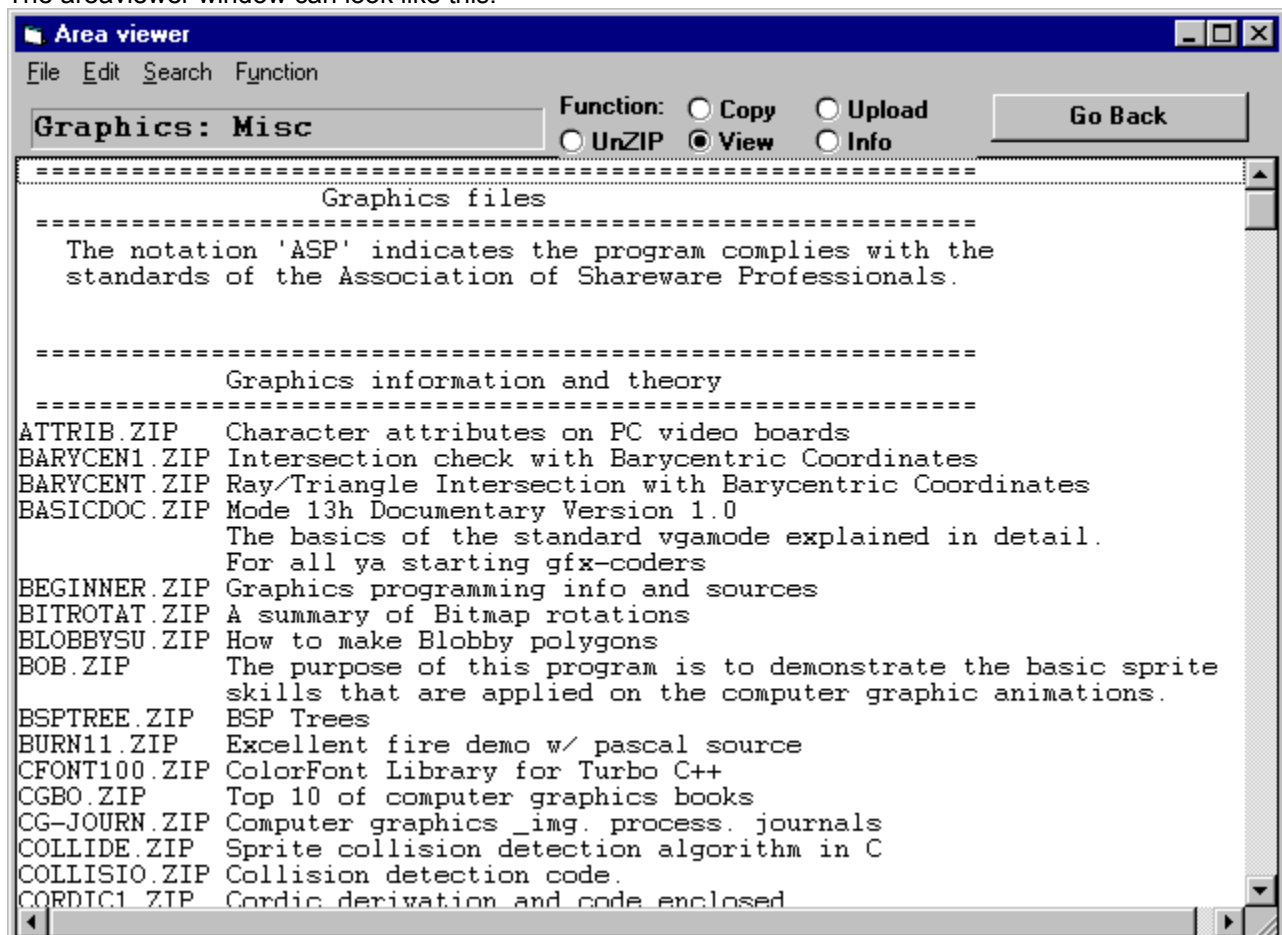 The areaviewer window can look like this:
Area viewer
File Edit Search Function
Graphics: Misc
Function: Copy Upload
UnZIP View Info
Go Back
===========================================================
Graphics files
===========================================================
The notation 'ASP' indicates the program complies with the
standards of the Association of Shareware Professionals.
===========================================================
Graphics information and theory
===========================================================
ATTRIB.ZIP Character attributes on PC video boards
BARYCEN1.ZIP Intersection check with Barycentric Coordinates
BARYCENT.ZIP Ray/Triangle Intersection with Barycentric Coordinates
BASICDOC.ZIP Mode 13h Documentary Version 1.0
The basics of the standard vgamode explained in detail.
For all ya starting gfx-coders
BEGINNER.ZIP Graphics programming info and sources
BITROTAT.ZIP A summary of Bitmap rotations
BLOBBYSU.ZIP How to make Blobby polygons
BOB.ZIP The purpose of this program is to demonstrate the basic sprite
skills that are applied on the computer graphic animations.
BSPTREE.ZIP BSP Trees
BURN11.ZIP Excellent fire demo w/ pascal source
CFONT100.ZIP ColorFont Library for Turbo C++
CGBO.ZIP Top 10 of computer graphics books
CG-JOURN.ZIP Computer graphics _img. process. journals
COLLIDE.ZIP Sprite collision detection algorithm in C
COLLISIO.ZIP Collision detection code.
CORDIC1.ZIP Cordic derivation and code enclosed